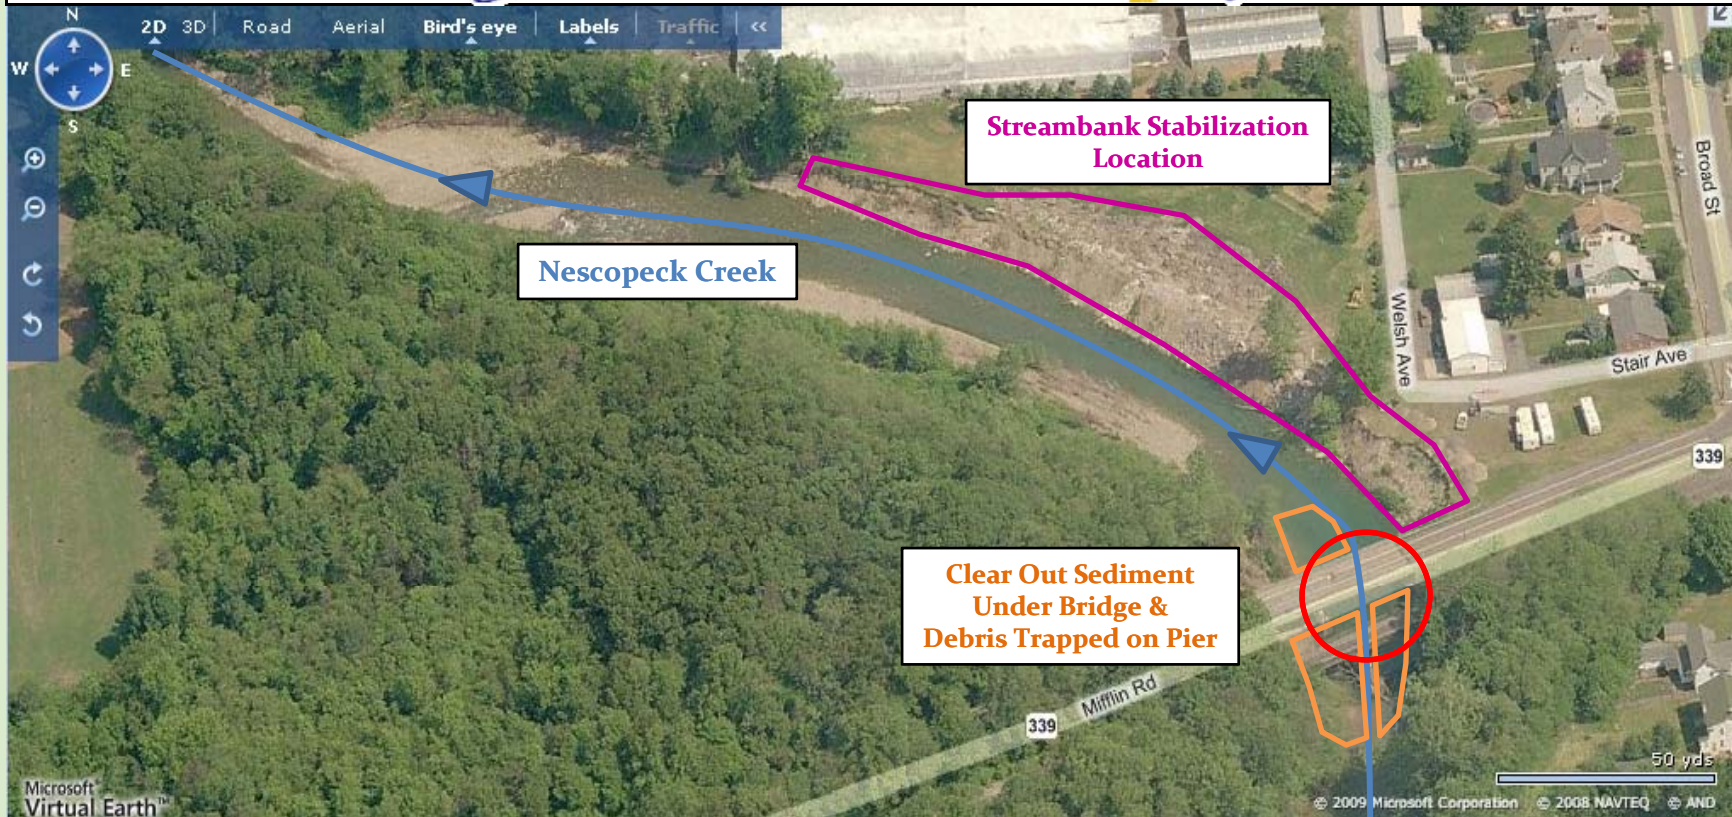 N
W
E
S
2D
3D
Road
Aerial
Bird's eye
Labels
Traffic
<<
Streambank Stabilization
Location
Nescopeck Creek
Broad St
Welsh Ave
Stair Ave
339
Clear Out Sediment
Under Bridge &
Debris Trapped on Pier
Mifflin Rd
339
50 yds
Microsoft
Virtual Earth™
© 2009 Microsoft Corporation © 2008 NAVTEQ © AND